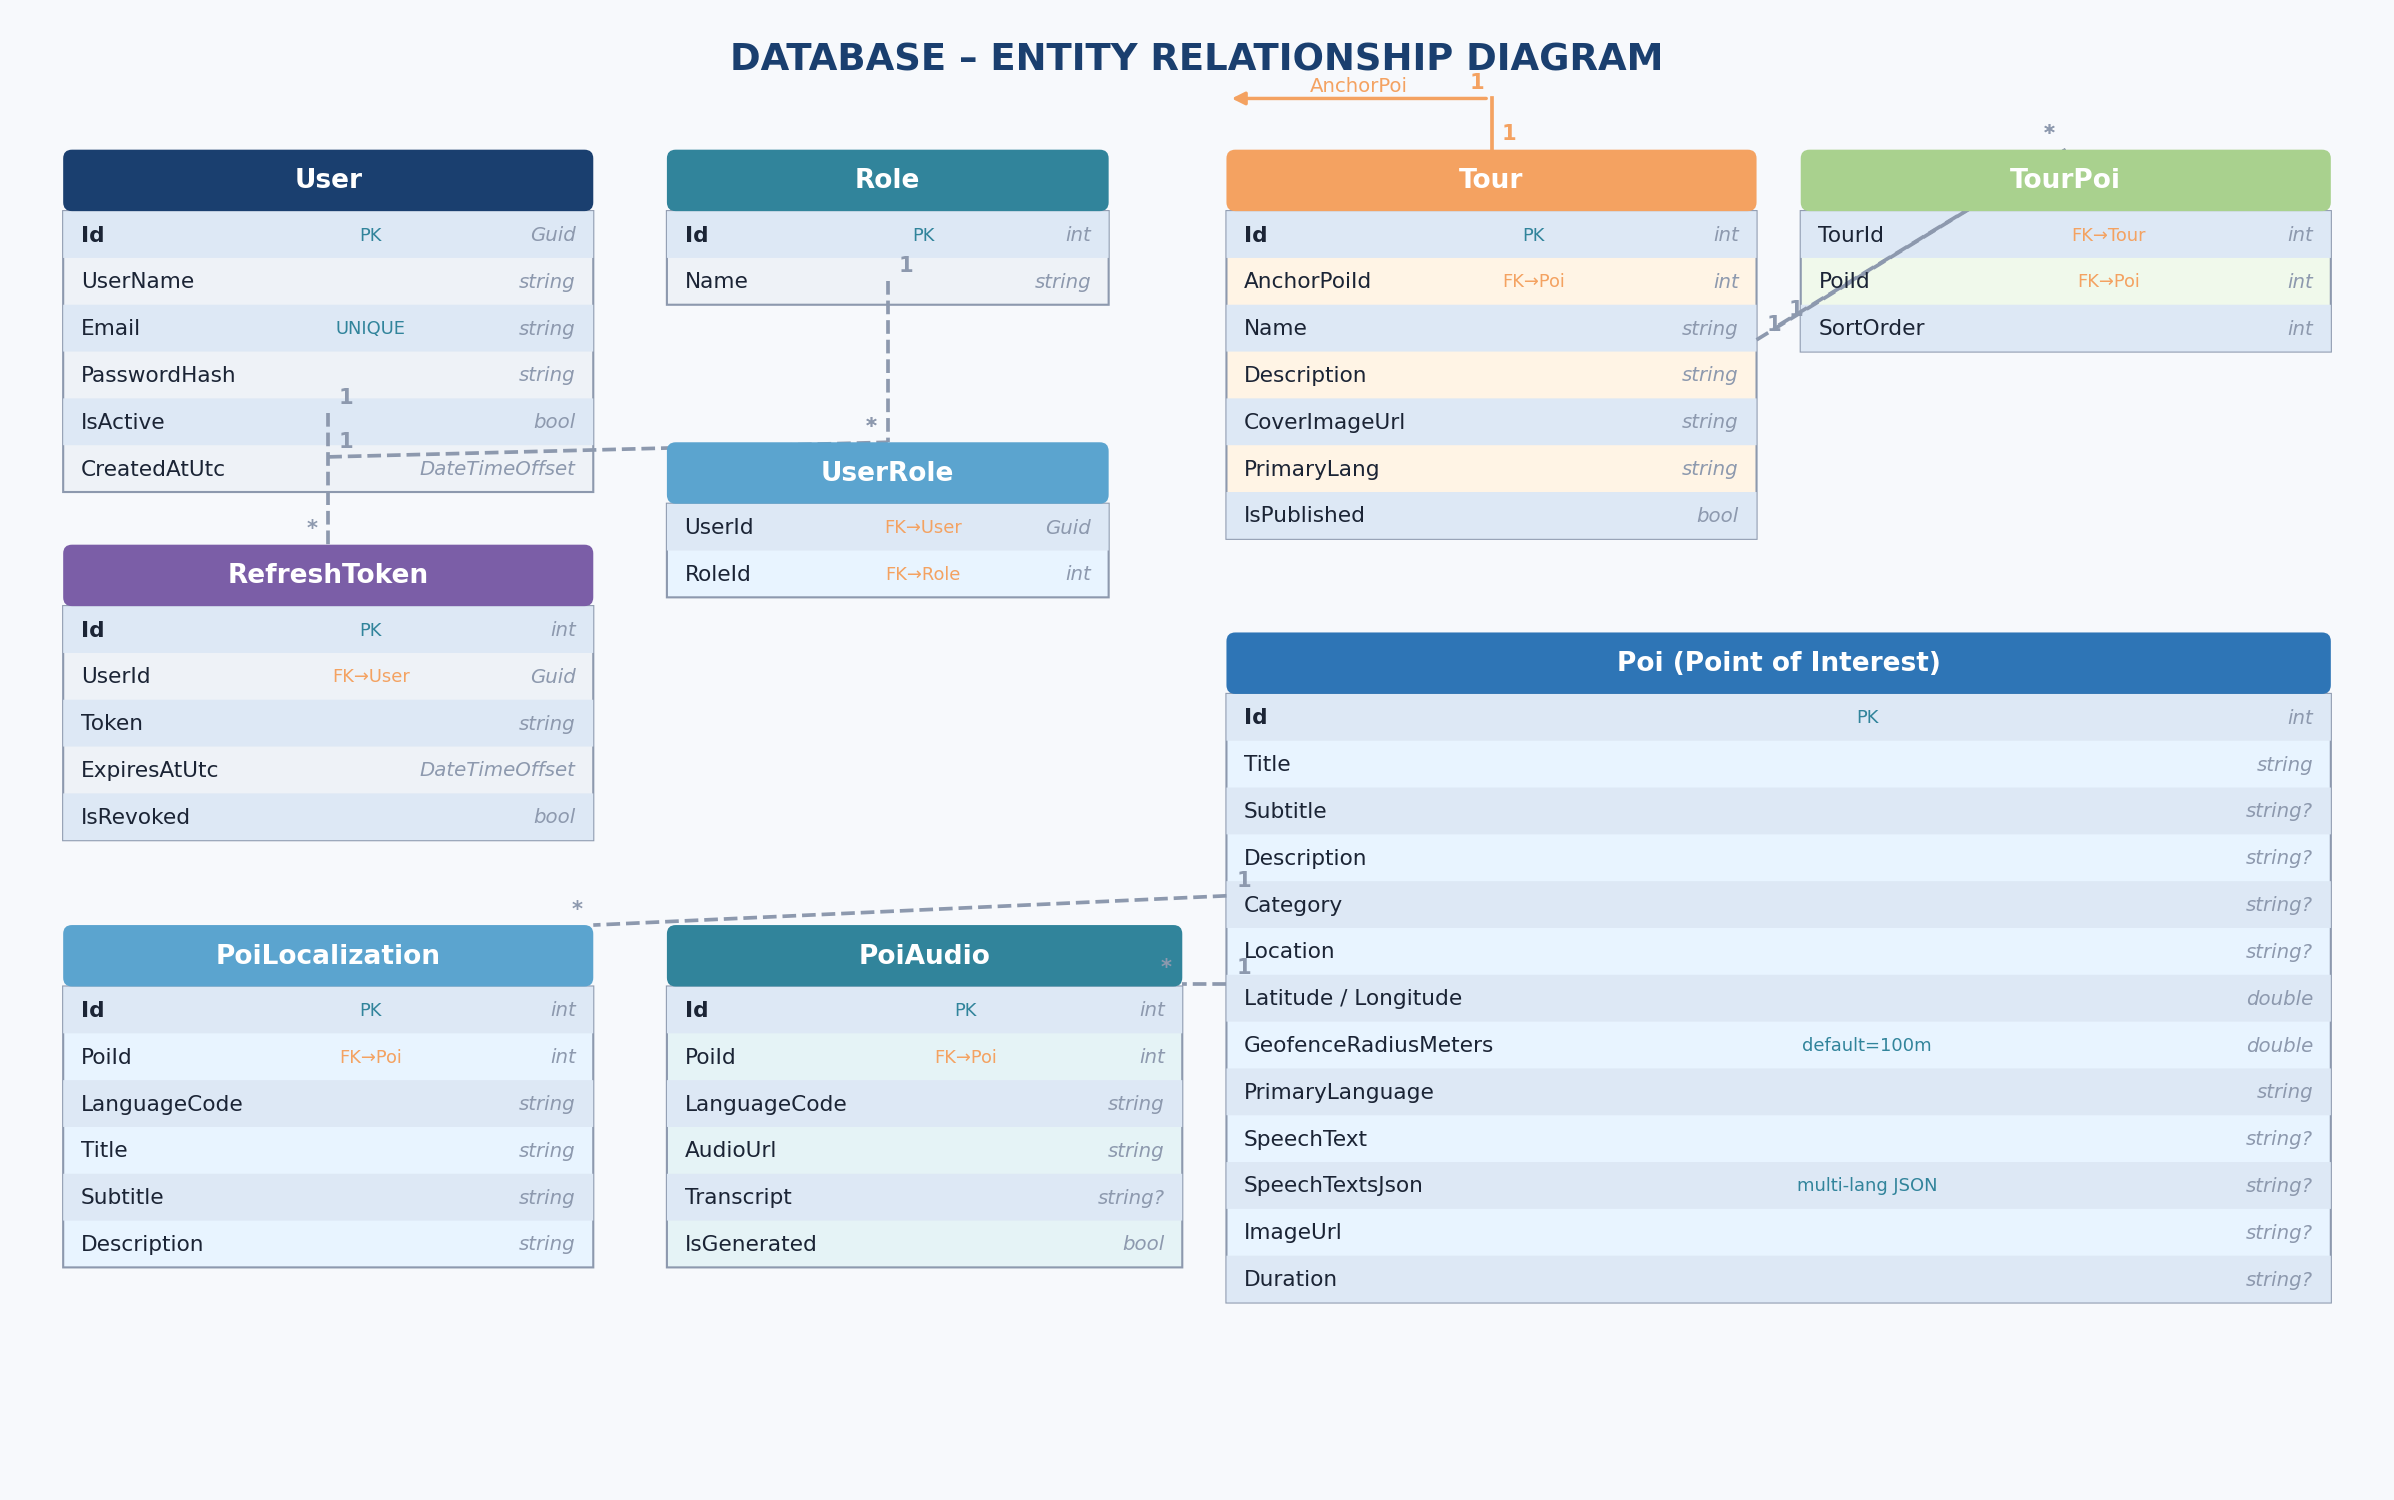 DATABASE – ENTITY RELATIONSHIP DIAGRAM
AnchorPoi 1
1
*
User
Id PK Guid
UserName string
Email UNIQUE string
PasswordHash string
1
IsActive bool
1
CreatedAtUtc DateTimeOffset
*
Role
Id PK int
1
Name string
*
UserRole
UserId FK→User Guid
RoleId FK→Role int
Tour
Id PK int
AnchorPoiId FK→Poi int
Name string
Description string
CoverImageUrl string
PrimaryLang string
IsPublished bool
TourPoi
TourId FK→Tour int
PoiId FK→Poi int
1
1
SortOrder int
RefreshToken
Id PK int
UserId FK→User Guid
Token string
ExpiresAtUtc DateTimeOffset
IsRevoked bool
Poi (Point of Interest)
Id PK int
Title string
Subtitle string?
Description string?
1
Category string?
Location string?
1
Latitude / Longitude double
GeofenceRadiusMeters default=100m double
PrimaryLanguage string
SpeechText string?
SpeechTextsJson multi-lang JSON string?
ImageUrl string?
Duration string?
*
PoiLocalization
Id PK int
PoiId FK→Poi int
LanguageCode string
Title string
Subtitle string
Description string
PoiAudio
*
Id PK int
PoiId FK→Poi int
LanguageCode string
AudioUrl string
Transcript string?
IsGenerated bool